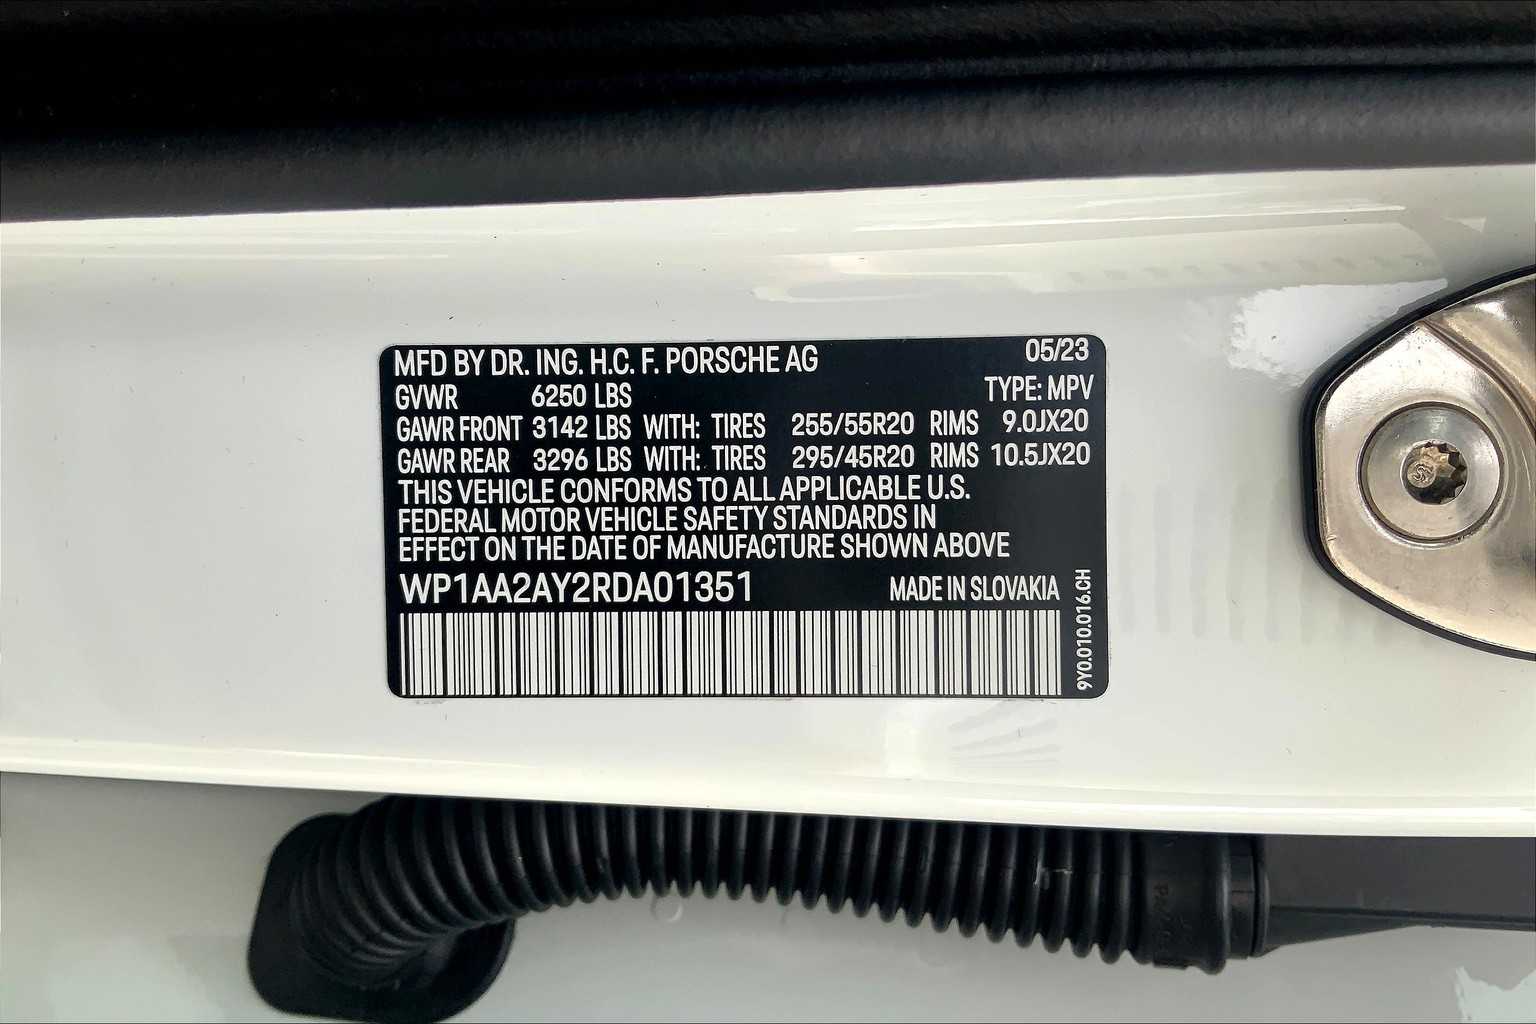 MFD BY DR. ING. H.C. F. PORSCHE AG 05/23
GVWR 6250 LBS TYPE: MPV
GAWR FRONT 3142 LBS WITH: TIRES 255/55R20 RIMS 9.0JX20
GAWR REAR 3296 LBS WITH: TIRES 295/45R20 RIMS 10.5JX20
THIS VEHICLE CONFORMS TO ALL APPLICABLE U.S.
FEDERAL MOTOR VEHICLE SAFETY STANDARDS IN
EFFECT ON THE DATE OF MANUFACTURE SHOWN ABOVE
WP1AA2AY2RDA01351 MADE IN SLOVAKIA
9Y0.010.016.CH